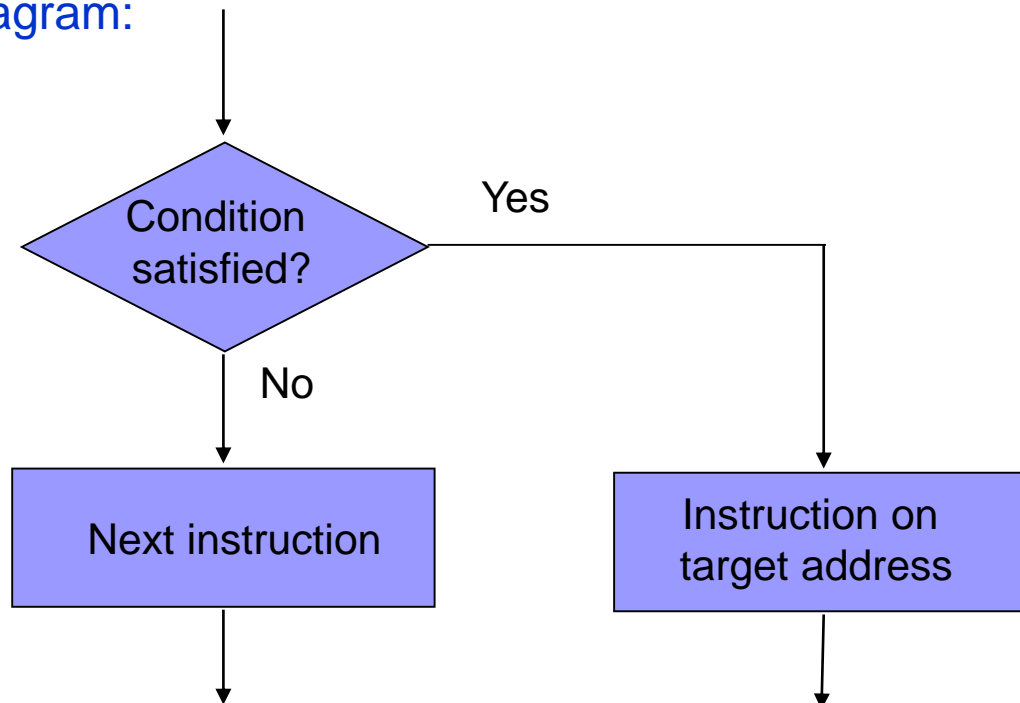 agram:
Yes
Condition
satisfied?
No
Next instruction
Instruction on
target address